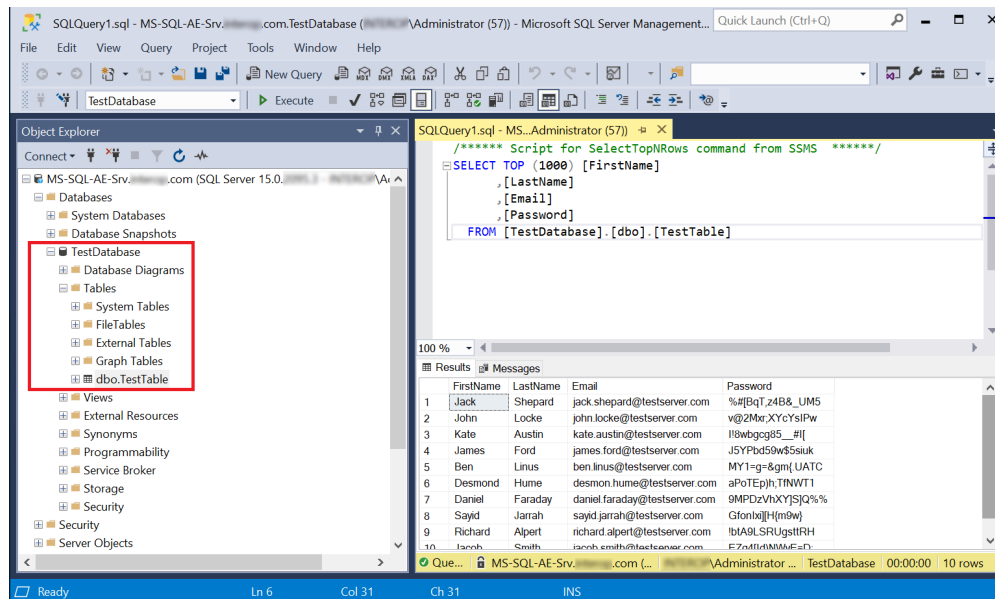 SQLQuery1.sql - MS-SQL-AE-Srv. .com.TestDatabase ( \Administrator (57)) - Microsoft SQL Server Management...
Quick Launch (Ctrl+Q)
File Edit View Query Project Tools Window Help
New Query
TestDatabase Execute
Object Explorer
Connect
MS-SQL-AE-Srv. .com (SQL Server 15.0.
Databases
System Databases
Database Snapshots
TestDatabase
Database Diagrams
Tables
System Tables
FileTables
External Tables
Graph Tables
dbo.TestTable
Views
External Resources
Synonyms
Programmability
Service Broker
Storage
Security
Security
Server Objects
SQLQuery1.sql - MS...Administrator (57))
/****** Script for SelectTopNRows command from SSMS ******/
SELECT TOP (1000) [FirstName]
,[LastName]
,[Email]
,[Password]
FROM [TestDatabase].[dbo].[TestTable]
100 %
Results Messages
FirstName LastName Email Password
1 Jack Shepard jack.shepard@testserver.com %#[BqT,z4B&_UM5
2 John Locke john.locke@testserver.com v@2Mxr;XYcYsIPw
3 Kate Austin kate.austin@testserver.com
4 James Ford james.ford@testserver.com J5YPbd59w$5siuk
5 Ben Linus ben.linus@testserver.com MY1=g=&gm{.UATC
6 Desmond Hume desmon.hume@testserver.com aPoTEp)h;TfNWT1
7 Daniel Faraday daniel.faraday@testserver.com 9MPDzVhXY]S]Q%%
8 Sayid Jarrah sayid.jarrah@testserver.com
9 Richard Alpert richard.alpert@testserver.com !btA9LSRUgsttRH
10 Jacob Smith jacob.smith@testserver.com
Que... MS-SQL-AE-Srv. .com (... \Administrator ... TestDatabase 00:00:00 10 rows
Ready Ln 6 Col 31 Ch 31 INS